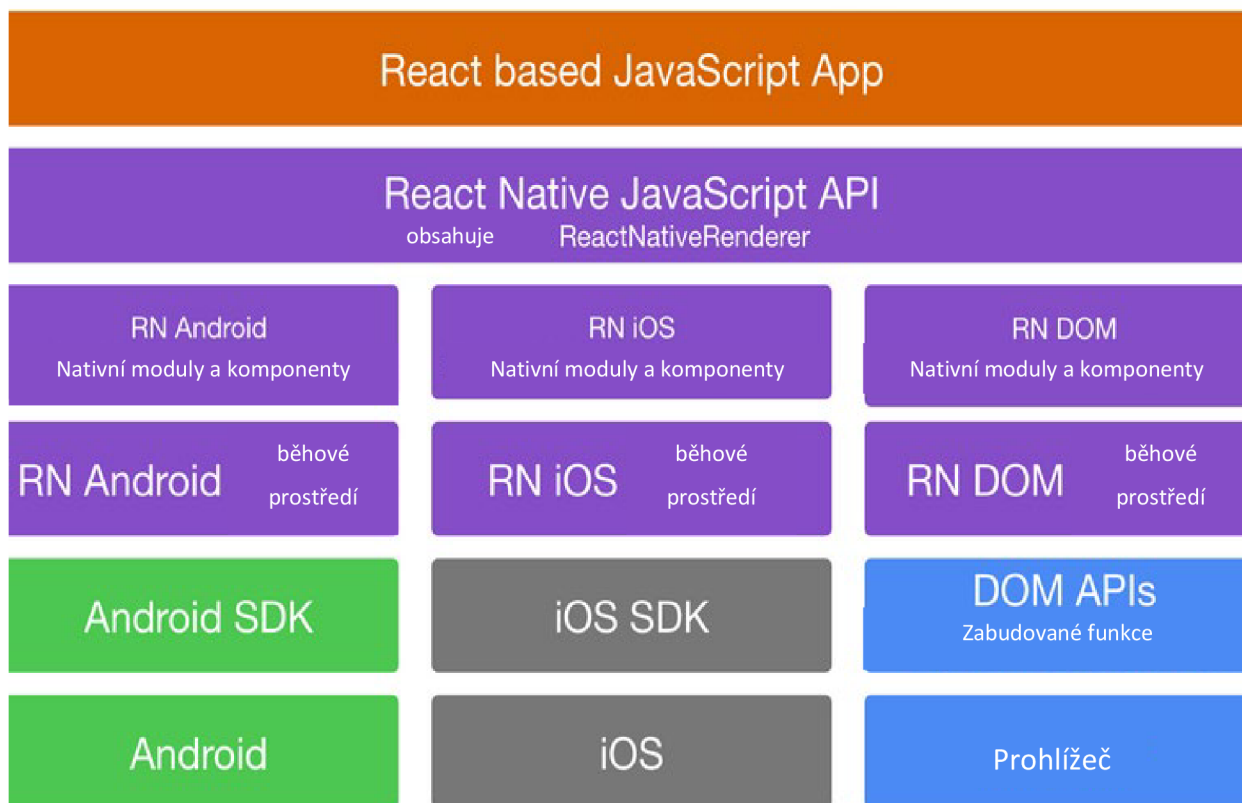 React based JavaScript App
React Native JavaScript API
obsahuje ReactNativeRenderer
RN Android
Nativní moduly a komponenty
RN iOS
Nativní moduly a komponenty
RN DOM
Nativní moduly a komponenty
RN Android běhové
prostředí
RN iOS běhové
prostředí
RN DOM běhové
prostředí
Android SDK
iOS SDK
DOM APIs
Zabudované funkce
Android
iOS
Prohlížeč